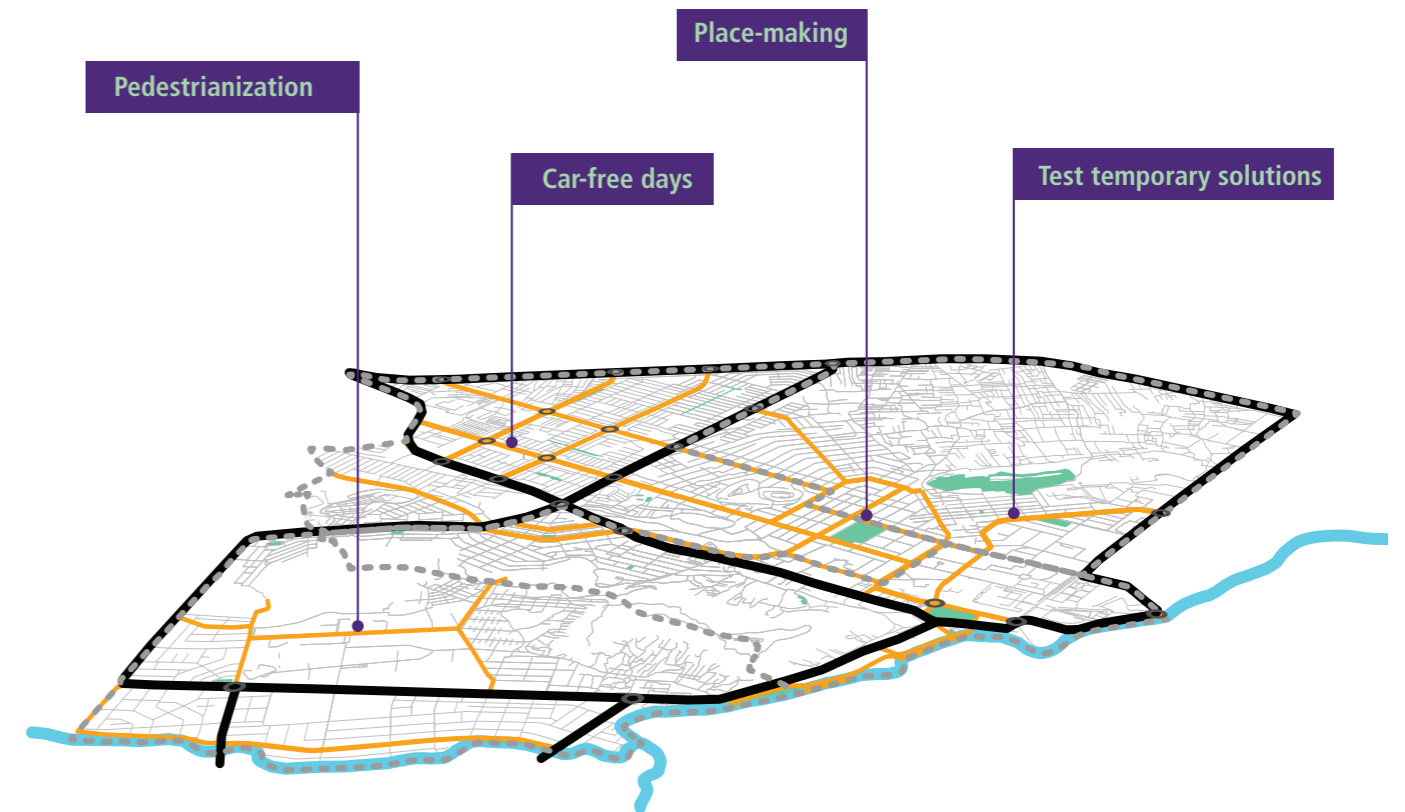 Place-making
Pedestrianization
Car-free days
Test temporary solutions